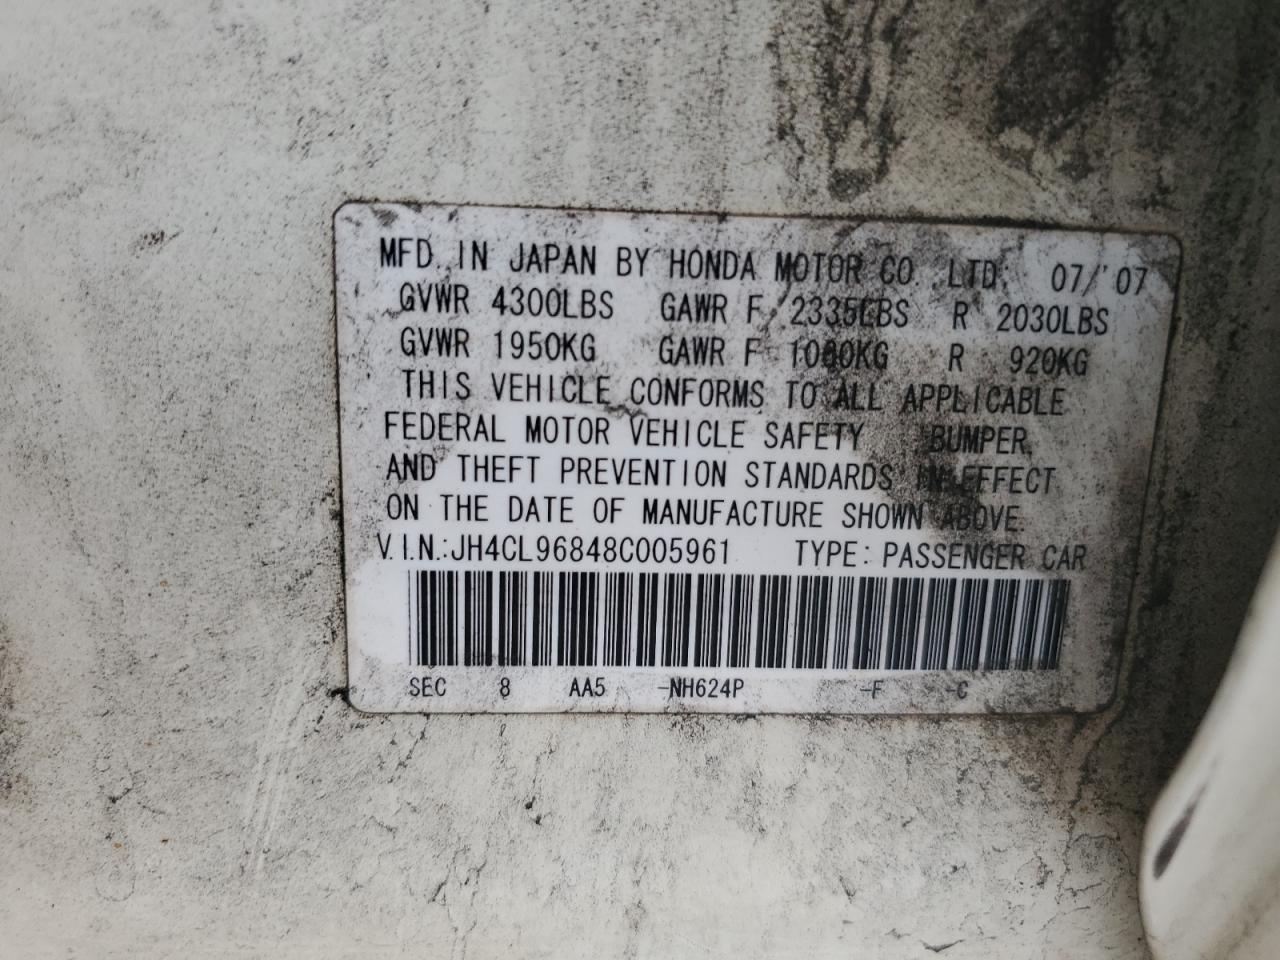 MFD. IN JAPAN BY HONDA MOTOR CO., LTD. 07/'07
GVWR 4300LBS GAWR F 2335LBS R 2030LBS
GVWR 1950KG GAWR F 1060KG R 920KG
THIS VEHICLE CONFORMS TO ALL APPLICABLE
FEDERAL MOTOR VEHICLE SAFETY BUMPER,
AND THEFT PREVENTION STANDARDS IN EFFECT
ON THE DATE OF MANUFACTURE SHOWN ABOVE.
V.I.N.:JH4CL96848C005961 TYPE: PASSENGER CAR
SEC 8 AA5 -NH624P -F -C